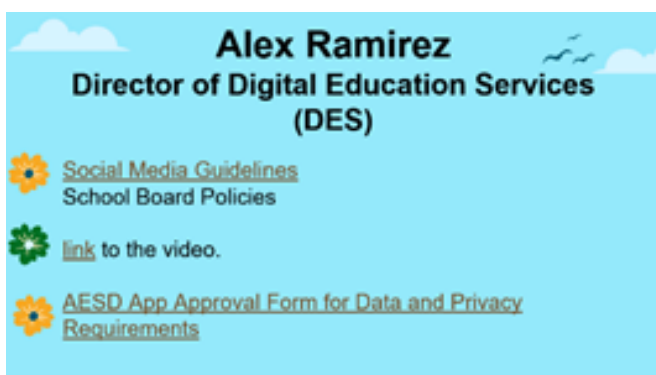 Alex Ramirez
Director of Digital Education Services
(DES)
Social Media Guidelines
School Board Policies
link to the video.
AESD App Approval Form for Data and Privacy
Requirements